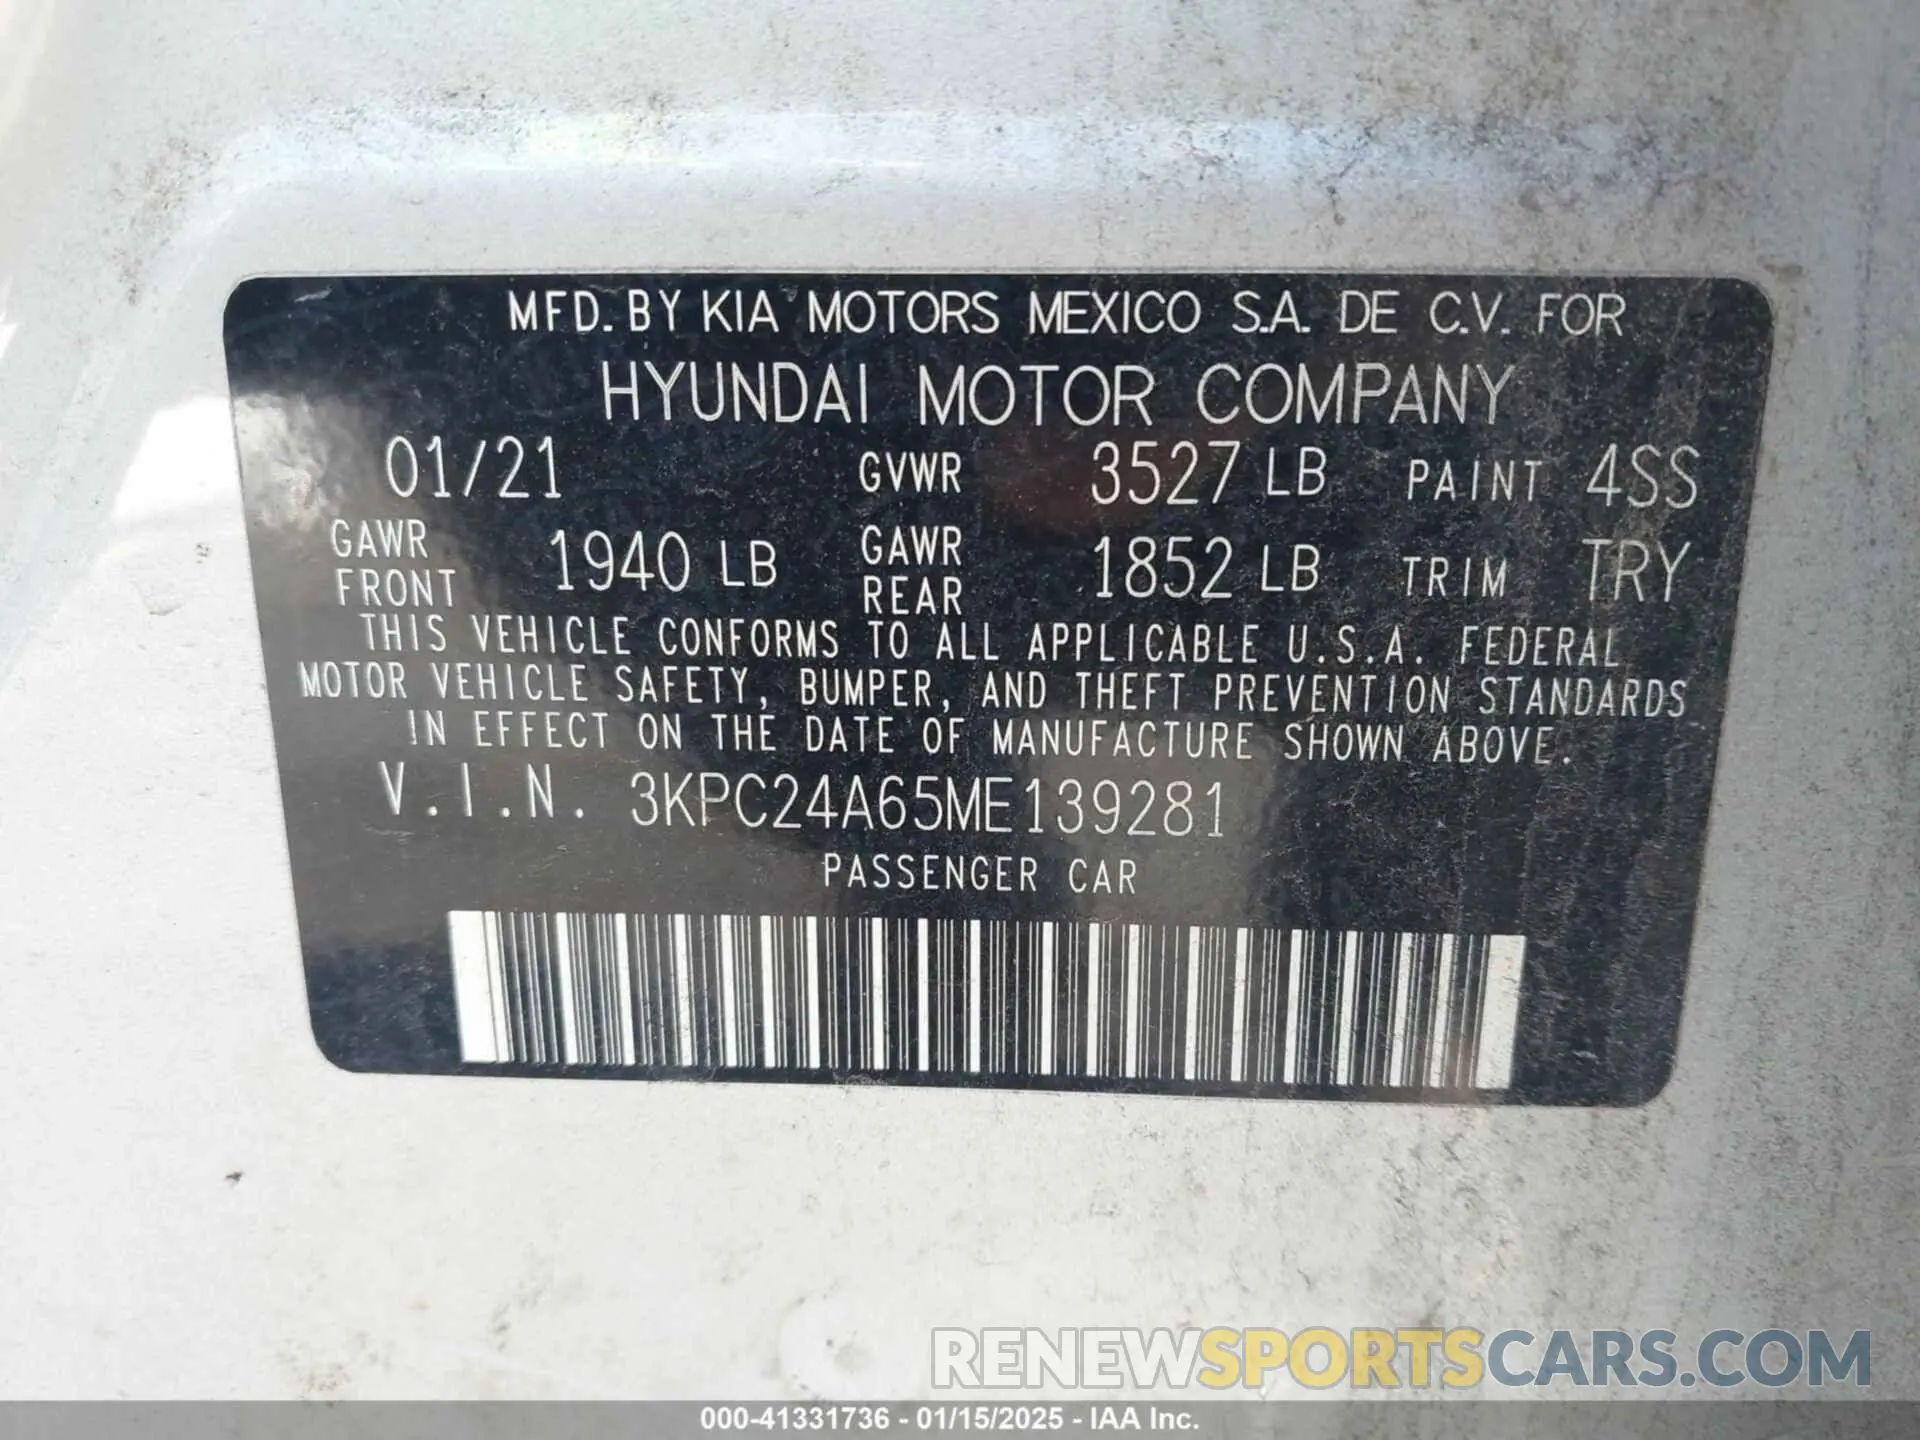 MFD. BY KIA MOTORS MEXICO S.A. DE C.V. FOR
HYUNDAI MOTOR COMPANY
01/21 GVWR 3527 LB PAINT 4SS
GAWR FRONT 1940 LB GAWR REAR 1852 LB TRIM TRY
THIS VEHICLE CONFORMS TO ALL APPLICABLE U.S.A. FEDERAL
MOTOR VEHICLE SAFETY, BUMPER, AND THEFT PREVENTION STANDARDS
IN EFFECT ON THE DATE OF MANUFACTURE SHOWN ABOVE.
V.I.N. 3KPC24A65ME139281
PASSENGER CAR
RENEWSPORTSCARS.COM
000-41331736 - 01/15/2025 - IAA Inc.